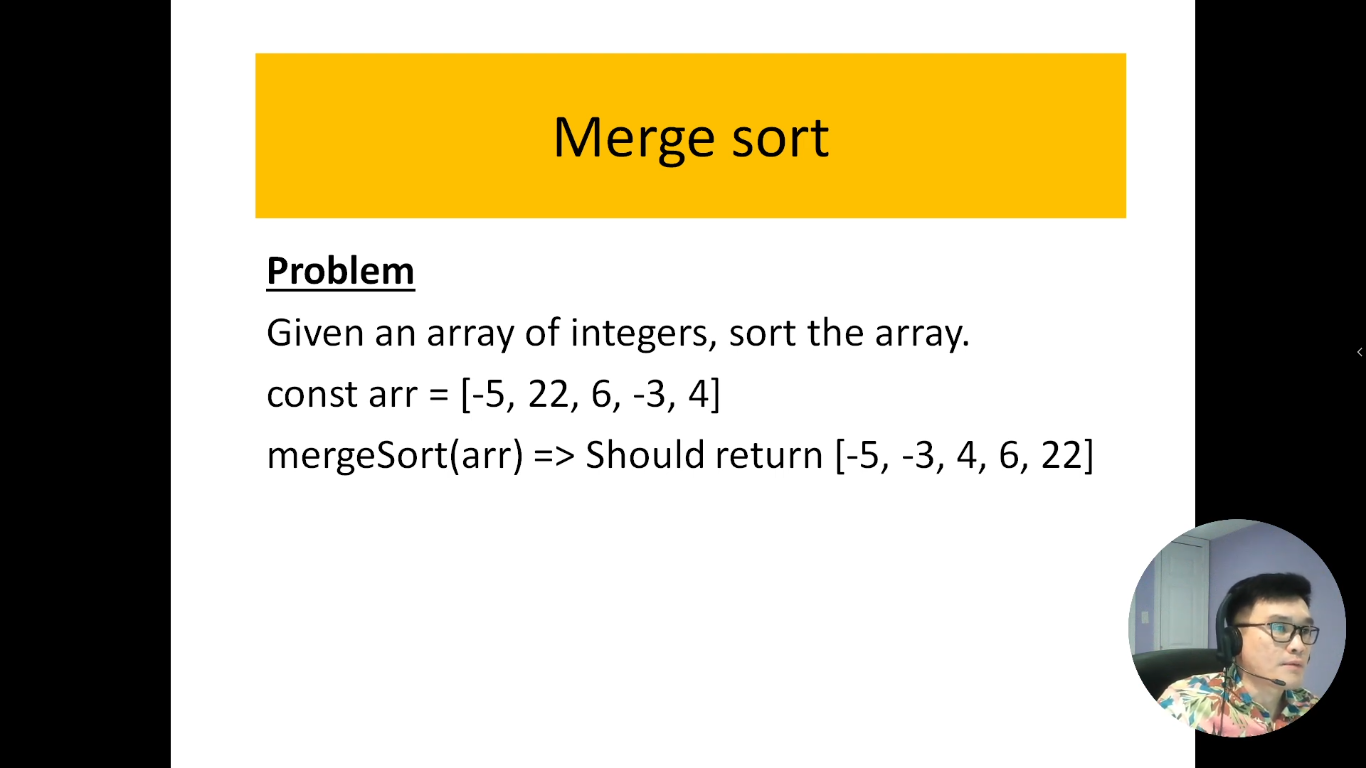 Merge sort
Problem
Given an array of integers, sort the array.
const arr = [-5, 22, 6, -3, 4]
mergeSort(arr) => Should return [-5, -3, 4, 6, 22]